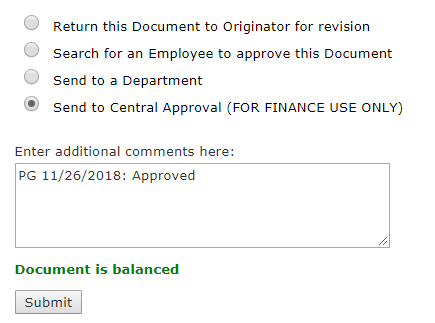 Return this Document to Originator for revision
Search for an Employee to approve this Document
Send to a Department
Send to Central Approval (FOR FINANCE USE ONLY)
Enter additional comments here:
PG 11/26/2018: Approved
Document is balanced
Submit